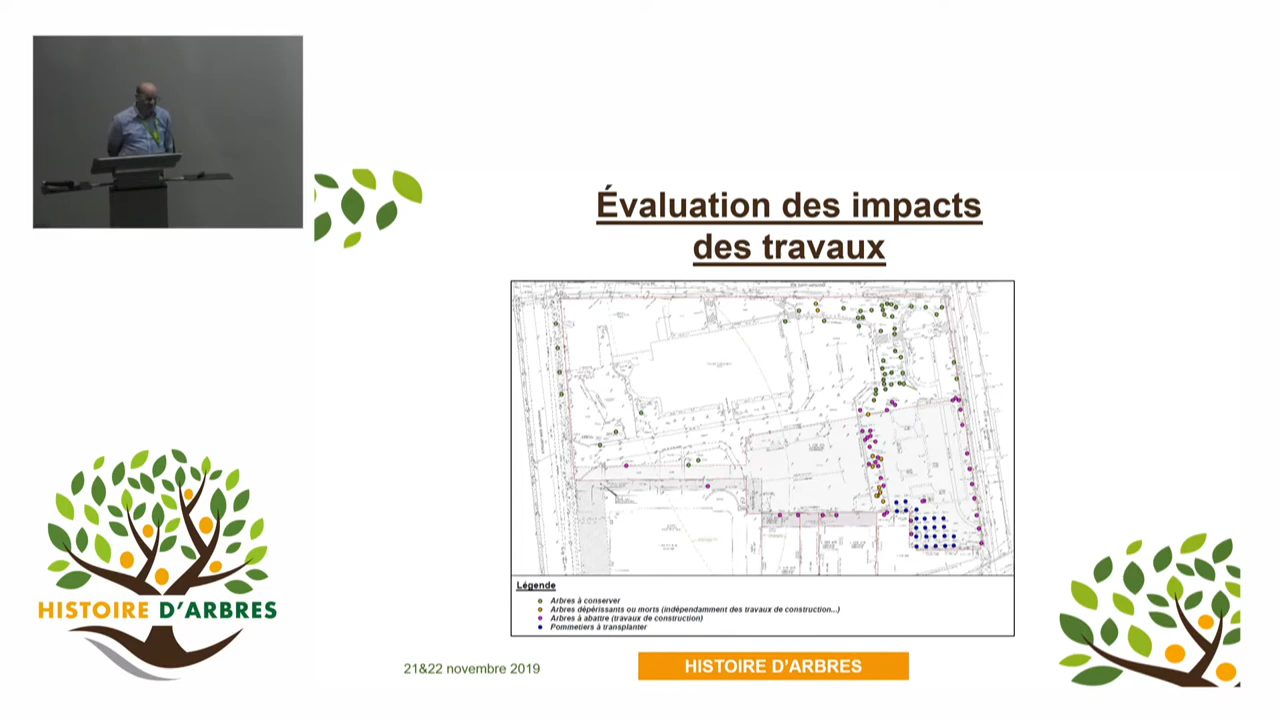 Évaluation des impacts
des travaux
Légende
Arbres à conserver
Arbres dépérissants ou morts (indépendamment des travaux de construction...)
Arbres à abattre (travaux de construction)
Pommetiers à transplanter
HISTOIRE D'ARBRES
21&22 novembre 2019
HISTOIRE D'ARBRES